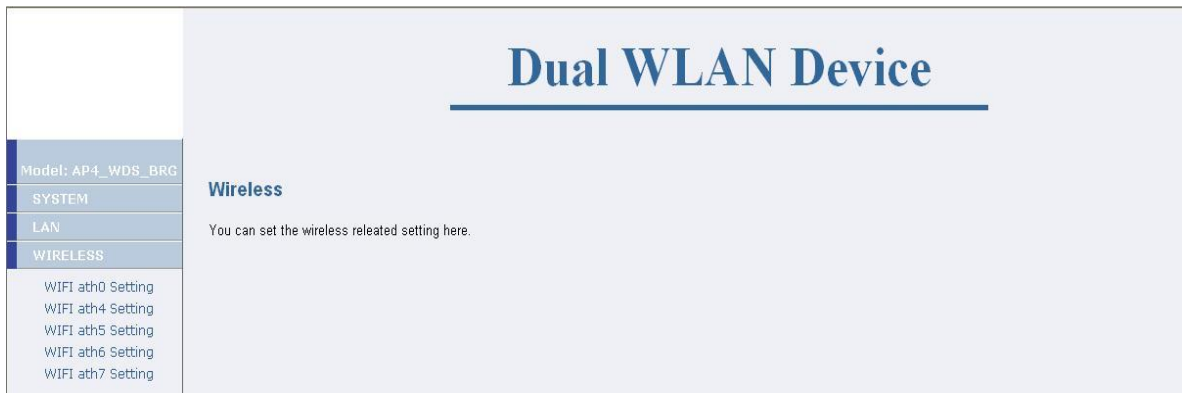 Dual WLAN Device
Model: AP4_WDS_BRG
SYSTEM
LAN
WIRELESS
WIFI ath0 Setting
WIFI ath4 Setting
WIFI ath5 Setting
WIFI ath6 Setting
WIFI ath7 Setting
Wireless
You can set the wireless releated setting here.